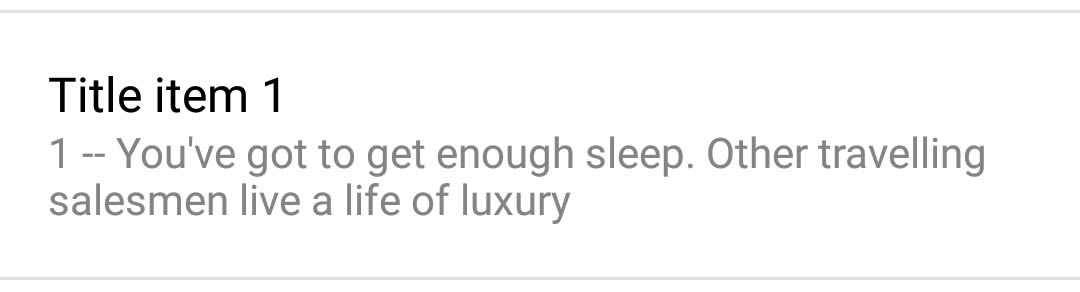 Title item 1
1 -- You've got to get enough sleep. Other travelling
salesmen live a life of luxury